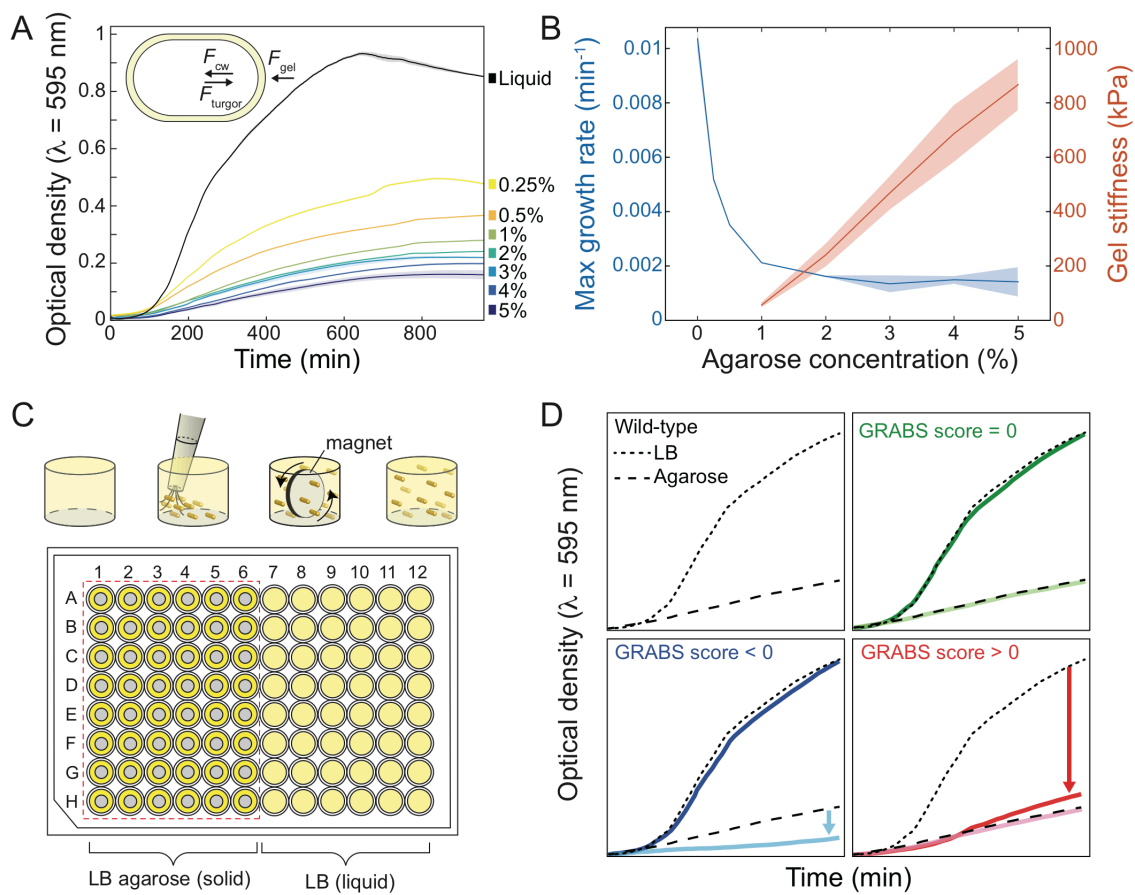 A
Optical density (λ = 595 nm)
1
0.8
0.6
0.4
0.2
0
0
200
400
600
800
Time (min)
F cw
F turgor
F gel
Liquid
0.25%
0.5%
1%
2%
3%
4%
5%
B
Max growth rate (min⁻¹)
0.01
0.008
0.006
0.004
0.002
0
0
1
2
3
4
5
Agarose concentration (%)
1000
800
600
400
200
0
Gel stiffness (kPa)
C
magnet
1 2 3 4 5 6 7 8 9 10 11 12
A
B
C
D
E
F
G
H
LB agarose (solid)
LB (liquid)
D
Optical density (λ = 595 nm)
Wild-type
LB
Agarose
GRABS score = 0
GRABS score < 0
GRABS score > 0
Time (min)